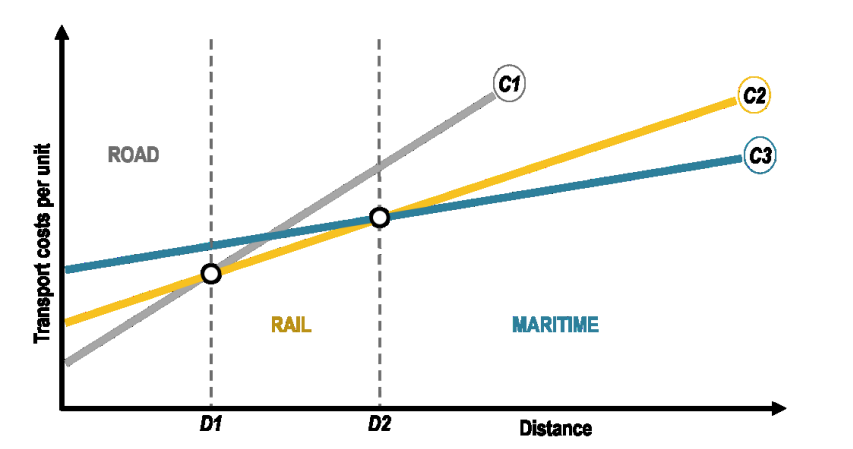 C1
C2
C3
ROAD
Transport costs per unit
RAIL
MARITIME
D1
D2
Distance